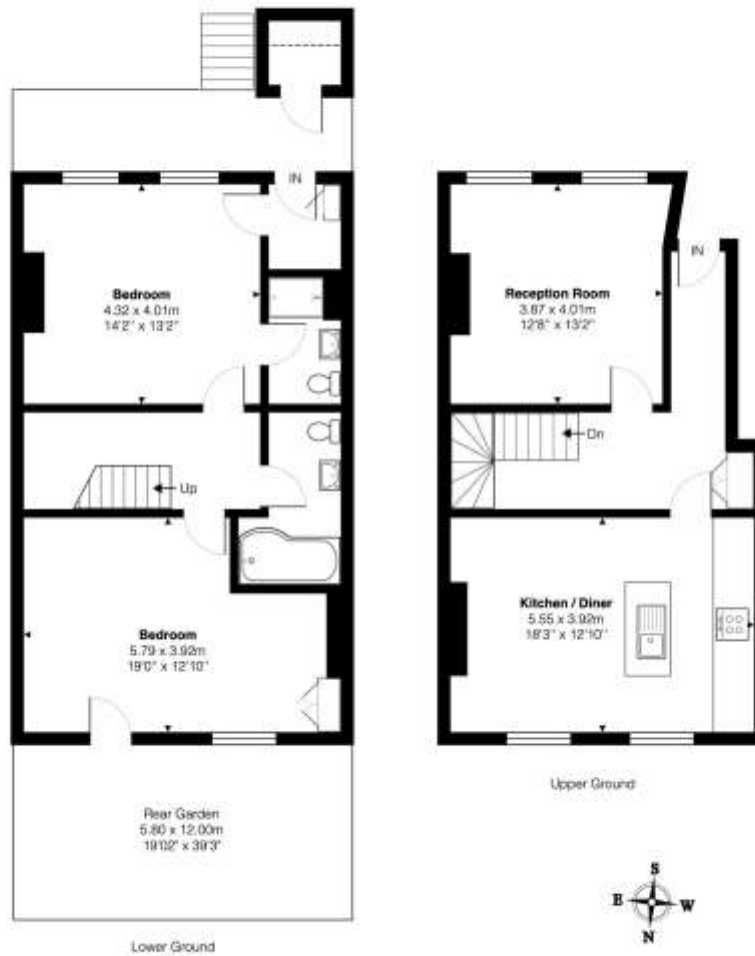 IN
Bedroom
4.32 x 4.01m
14'2" x 13'2"
Up
Bedroom
5.79 x 3.92m
19'0" x 12'10"
Rear Garden
5.80 x 12.00m
19'02" x 39'3"
Lower Ground
IN
Reception Room
3.87 x 4.01m
12'8" x 13'2"
Dn
Kitchen / Diner
5.55 x 3.92m
18'3" x 12'10"
Upper Ground
S
E W
N